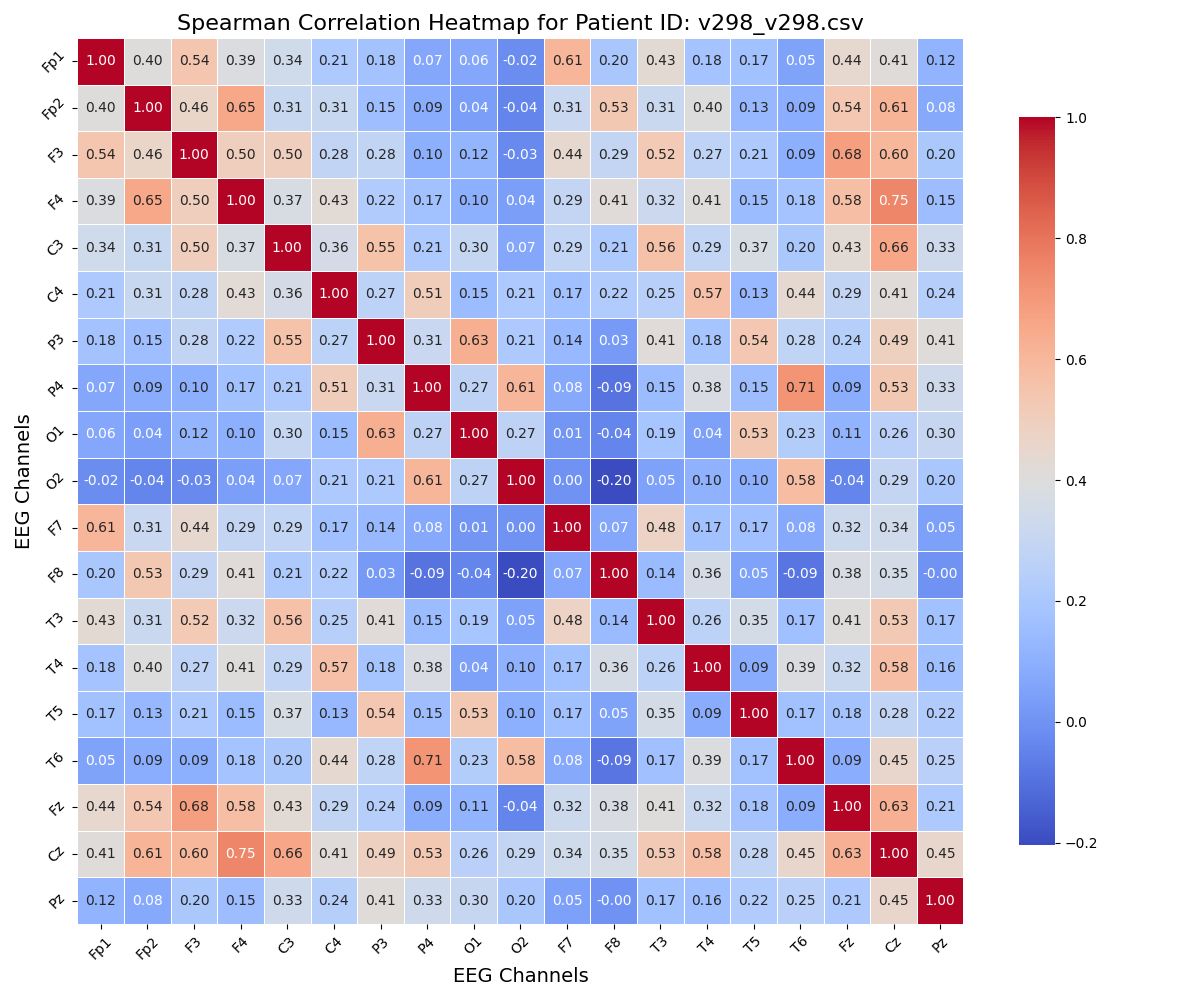 Spearman Correlation Heatmap for Patient ID: v298_v298.csv
Fp1 1.00 0.40 0.54 0.39 0.34 0.21 0.18 0.07 0.06 -0.02 0.61 0.20 0.43 0.18 0.17 0.05 0.44 0.41 0.12
Fp2 0.40 1.00 0.46 0.65 0.31 0.31 0.15 0.09 0.04 -0.04 0.31 0.53 0.31 0.40 0.13 0.09 0.54 0.61 0.08
F3 0.54 0.46 1.00 0.50 0.50 0.28 0.28 0.10 0.12 -0.03 0.44 0.29 0.52 0.27 0.21 0.09 0.68 0.60 0.20
F4 0.39 0.65 0.50 1.00 0.37 0.43 0.22 0.17 0.10 0.04 0.29 0.41 0.32 0.41 0.15 0.18 0.58 0.75 0.15
C3 0.34 0.31 0.50 0.37 1.00 0.36 0.55 0.21 0.30 0.07 0.29 0.21 0.56 0.29 0.37 0.20 0.43 0.66 0.33
C4 0.21 0.31 0.28 0.43 0.36 1.00 0.27 0.51 0.15 0.21 0.17 0.22 0.25 0.57 0.13 0.44 0.29 0.41 0.24
P3 0.18 0.15 0.28 0.22 0.55 0.27 1.00 0.31 0.63 0.21 0.14 0.03 0.41 0.18 0.54 0.28 0.24 0.49 0.41
P4 0.07 0.09 0.10 0.17 0.21 0.51 0.31 1.00 0.27 0.61 0.08 -0.09 0.15 0.38 0.15 0.71 0.09 0.53 0.33
O1 0.06 0.04 0.12 0.10 0.30 0.15 0.63 0.27 1.00 0.27 0.01 -0.04 0.19 0.04 0.53 0.23 0.11 0.26 0.30
O2 -0.02 -0.04 -0.03 0.04 0.07 0.21 0.21 0.61 0.27 1.00 0.00 -0.20 0.05 0.10 0.10 0.58 -0.04 0.29 0.20
F7 0.61 0.31 0.44 0.29 0.29 0.17 0.14 0.08 0.01 0.00 1.00 0.07 0.48 0.17 0.17 0.08 0.32 0.34 0.05
F8 0.20 0.53 0.29 0.41 0.21 0.22 0.03 -0.09 -0.04 -0.20 0.07 1.00 0.14 0.36 0.05 -0.09 0.38 0.35 -0.00
T3 0.43 0.31 0.52 0.32 0.56 0.25 0.41 0.15 0.19 0.05 0.48 0.14 1.00 0.26 0.35 0.17 0.41 0.53 0.17
T4 0.18 0.40 0.27 0.41 0.29 0.57 0.18 0.38 0.04 0.10 0.17 0.36 0.26 1.00 0.09 0.39 0.32 0.58 0.16
T5 0.17 0.13 0.21 0.15 0.37 0.13 0.54 0.15 0.53 0.10 0.17 0.05 0.35 0.09 1.00 0.17 0.18 0.28 0.22
T6 0.05 0.09 0.09 0.18 0.20 0.44 0.28 0.71 0.23 0.58 0.08 -0.09 0.17 0.39 0.17 1.00 0.09 0.45 0.25
Fz 0.44 0.54 0.68 0.58 0.43 0.29 0.24 0.09 0.11 -0.04 0.32 0.38 0.41 0.32 0.18 0.09 1.00 0.63 0.21
Cz 0.41 0.61 0.60 0.75 0.66 0.41 0.49 0.53 0.26 0.29 0.34 0.35 0.53 0.58 0.28 0.45 0.63 1.00 0.45
Pz 0.12 0.08 0.20 0.15 0.33 0.24 0.41 0.33 0.30 0.20 0.05 -0.00 0.17 0.16 0.22 0.25 0.21 0.45 1.00
Fp1 Fp2 F3 F4 C3 C4 P3 P4 O1 O2 F7 F8 T3 T4 T5 T6 Fz Cz Pz
EEG Channels
EEG Channels
1.0
0.8
0.6
0.4
0.2
0.0
−0.2